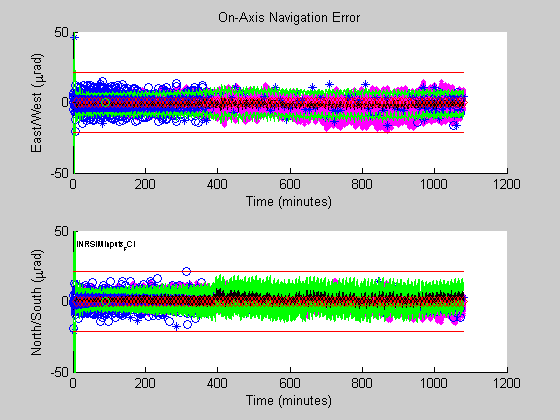 On-Axis Navigation Error
50
0
-50
East/West (μrad)
0 200 400 600 800 1000 1200
Time (minutes)
50
0
-50
North/South (μrad)
INRSIMInputs_CI
0 200 400 600 800 1000 1200
Time (minutes)